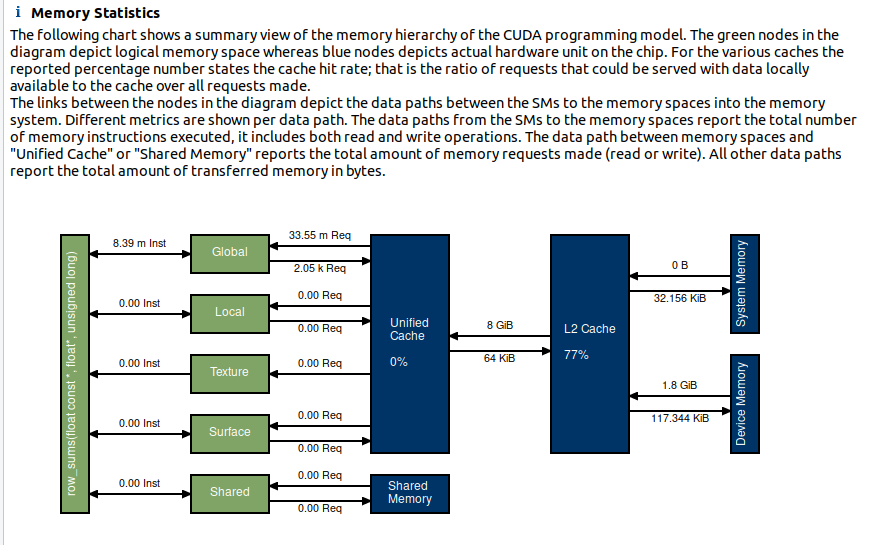 i Memory Statistics
The following chart shows a summary view of the memory hierarchy of the CUDA programming model. The green nodes in the
diagram depict logical memory space whereas blue nodes depicts actual hardware unit on the chip. For the various caches the
reported percentage number states the cache hit rate; that is the ratio of requests that could be served with data locally
available to the cache over all requests made.
The links between the nodes in the diagram depict the data paths between the SMs to the memory spaces into the memory
system. Different metrics are shown per data path. The data paths from the SMs to the memory spaces report the total number
of memory instructions executed, it includes both read and write operations. The data path between memory spaces and
"Unified Cache" or "Shared Memory" reports the total amount of memory requests made (read or write). All other data paths
report the total amount of transferred memory in bytes.
row_sums(float const *, float*, unsigned long)
8.39 m Inst
Global
33.55 m Req
2.05 k Req
0.00 Inst
Local
0.00 Req
0.00 Req
0.00 Inst
Texture
0.00 Req
0.00 Inst
Surface
0.00 Req
0.00 Req
0.00 Inst
Shared
0.00 Req
0.00 Req
Unified
Cache
0%
Shared
Memory
8 GiB
64 KiB
L2 Cache
77%
0 B
32.156 KiB
System Memory
1.8 GiB
117.344 KiB
Device Memory